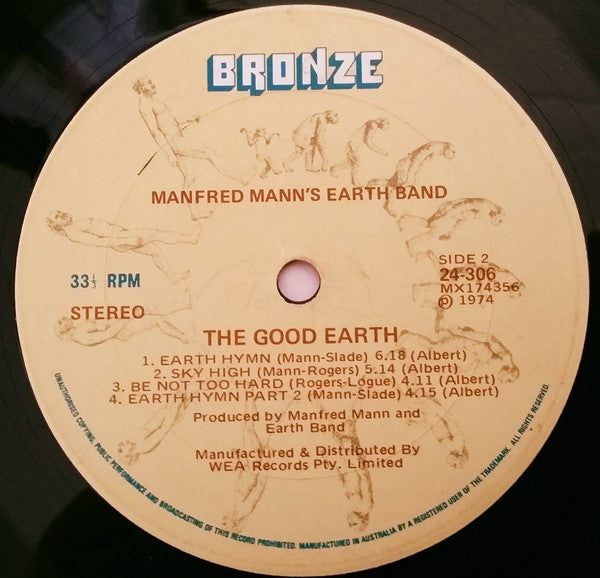 BRONZE
MANFRED MANN'S EARTH BAND
SIDE 2
33⅓ RPM
24-306
MX174356
STEREO
℗ 1974
THE GOOD EARTH
1. EARTH HYMN (Mann-Slade) 6.18 (Albert)
2. SKY HIGH (Mann-Rogers) 5.14 (Albert)
3. BE NOT TOO HARD (Rogers-Logue) 4.11 (Albert)
4. EARTH HYMN PART 2 (Mann-Slade) 4.15 (Albert)
Produced by Manfred Mann and
Earth Band
Manufactured & Distributed By
WEA Records Pty. Limited
UNAUTHORISED COPYING, PUBLIC PERFORMANCE AND BROADCASTING OF THIS RECORD PROHIBITED. MANUFACTURED IN AUSTRALIA BY A REGISTERED USER OF THE TRADEMARK. ALL RIGHTS RESERVED.